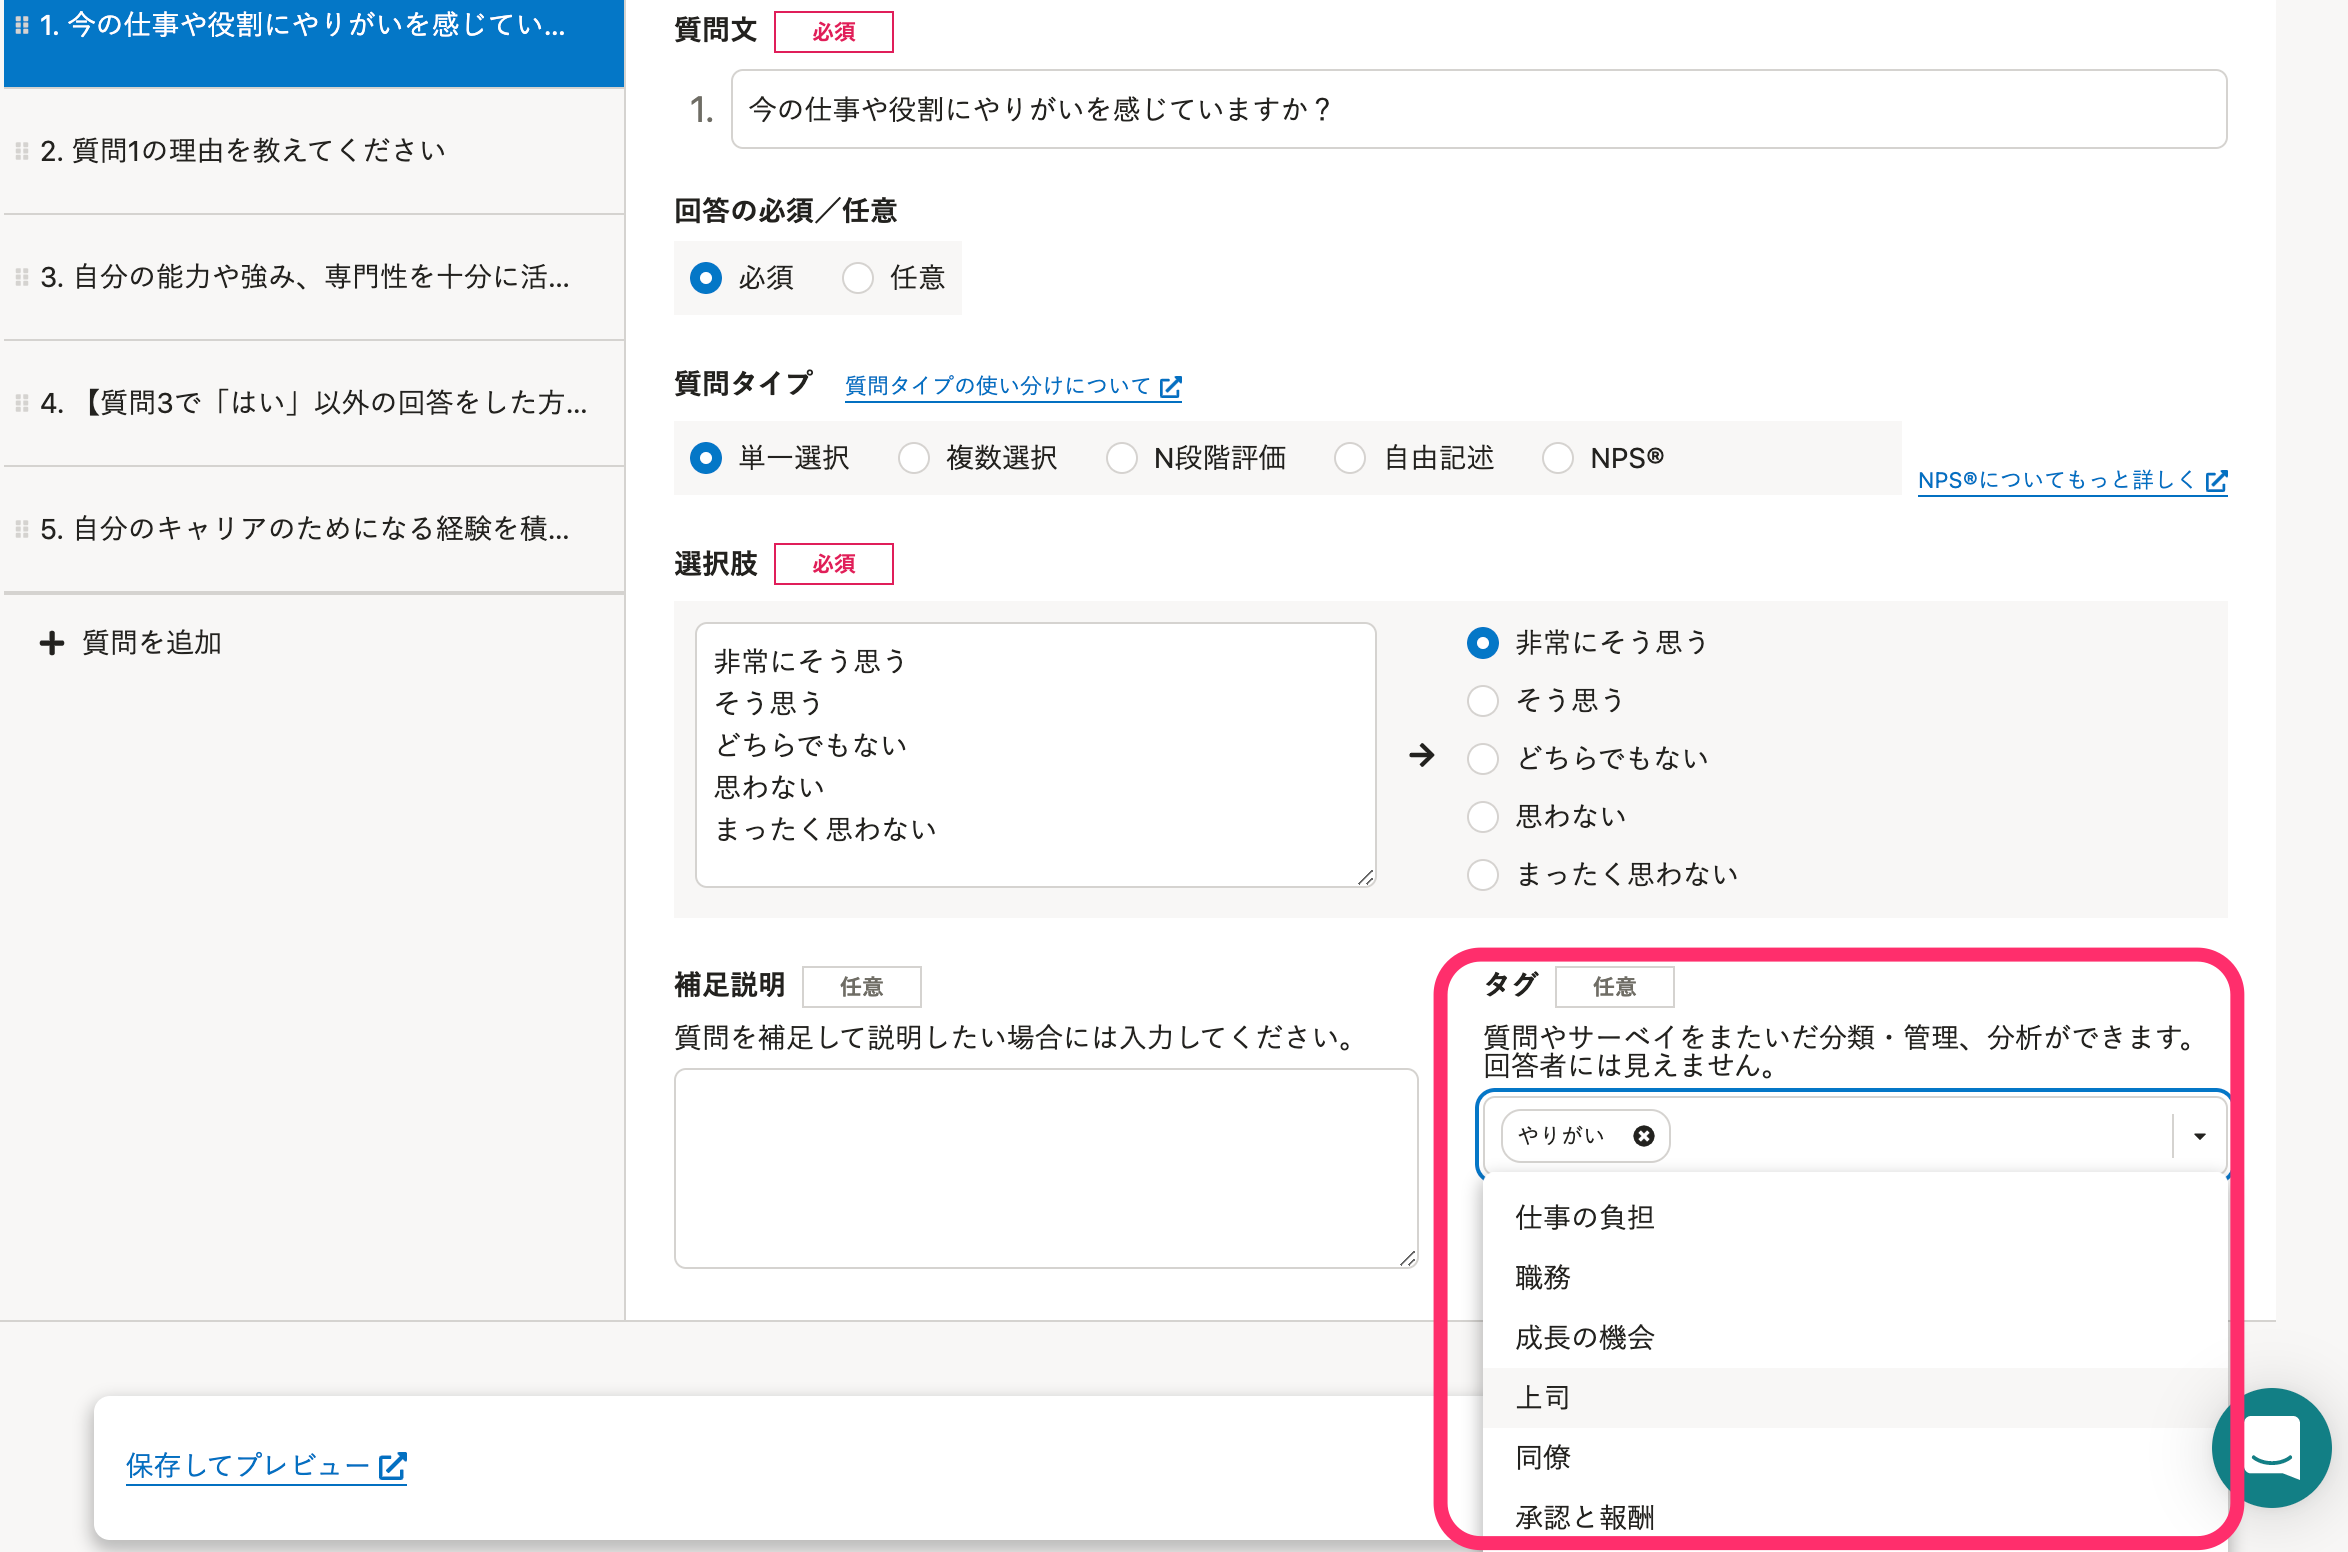 1. 今の仕事や役割にやりがいを感じてい...
2. 質問1の理由を教えてください
3. 自分の能力や強み、専門性を十分に活...
4. 【質問3で「はい」以外の回答をした方...
5. 自分のキャリアのためになる経験を積...
質問を追加
質問文 必須
1. 今の仕事や役割にやりがいを感じていますか？
回答の必須／任意
必須 任意
質問タイプ 質問タイプの使い分けについて
単一選択 複数選択 N段階評価 自由記述 NPS®
NPS®についてもっと詳しく
選択肢 必須
非常にそう思う
そう思う
どちらでもない
思わない
まったく思わない
非常にそう思う
そう思う
どちらでもない
思わない
まったく思わない
補足説明 任意
質問を補足して説明したい場合には入力してください。
タグ 任意
質問やサーベイをまたいだ分類・管理、分析ができます。
回答者には見えません。
やりがい
仕事の負担
職務
成長の機会
上司
同僚
承認と報酬
保存してプレビュー